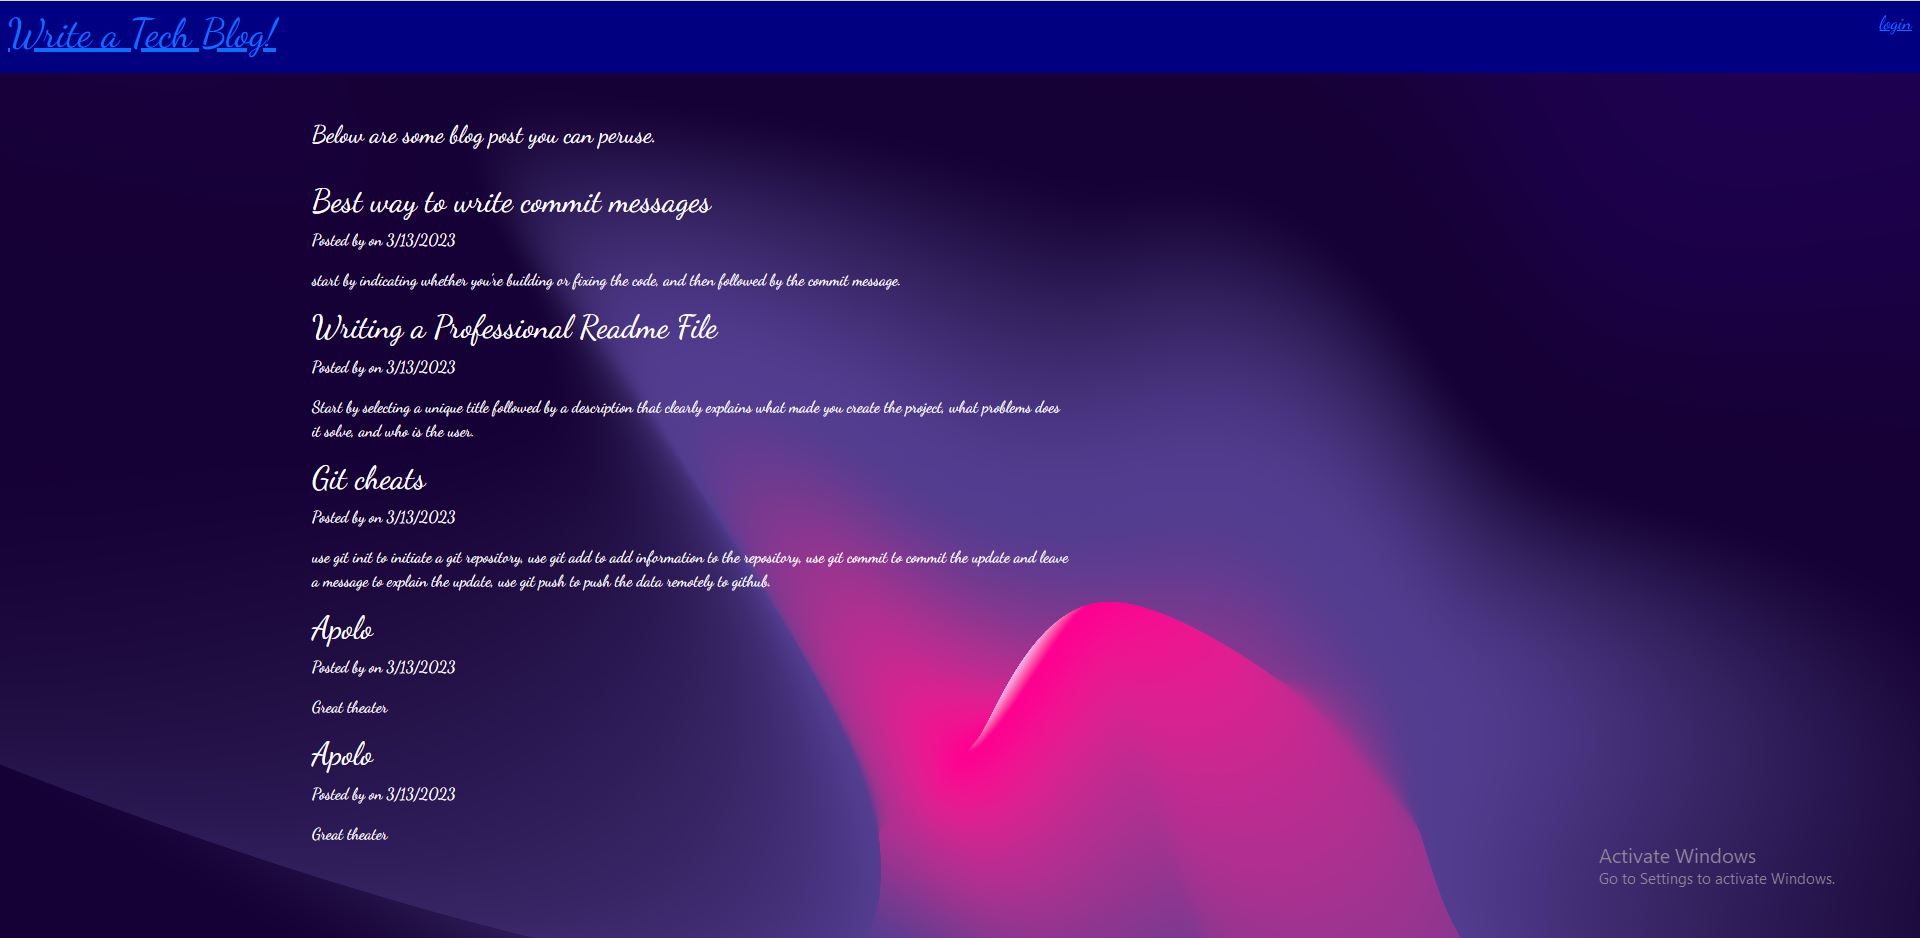 Write a Tech Blog!
login
Below are some blog post you can peruse.
Best way to write commit messages
Posted by on 3/13/2023
start by indicating whether you're building or fixing the code, and then followed by the commit message.
Writing a Professional Readme File
Posted by on 3/13/2023
Start by selecting a unique title followed by a description that clearly explains what made you create the project, what problems does
it solve, and who is the user.
Git cheats
Posted by on 3/13/2023
use git init to initiate a git repository, use git add to add information to the repository, use git commit to commit the update and leave
a message to explain the update, use git push to push the data remotely to github.
Apolo
Posted by on 3/13/2023
Great theater
Apolo
Posted by on 3/13/2023
Great theater
Activate Windows
Go to Settings to activate Windows.